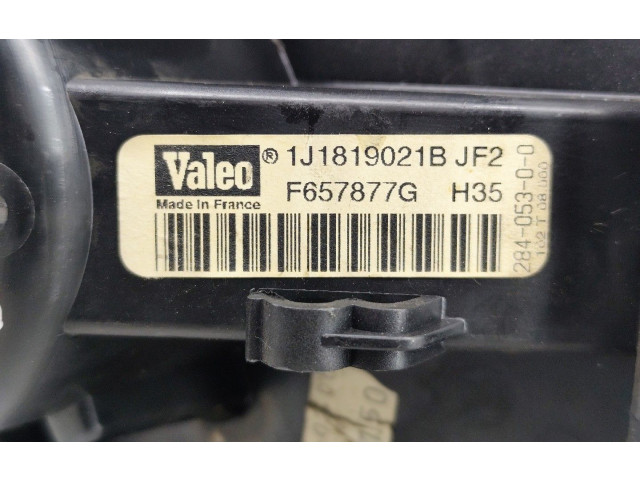 Valeo ® 1J1819021B JF2
Made in France F657877G H35
284-053-0-0